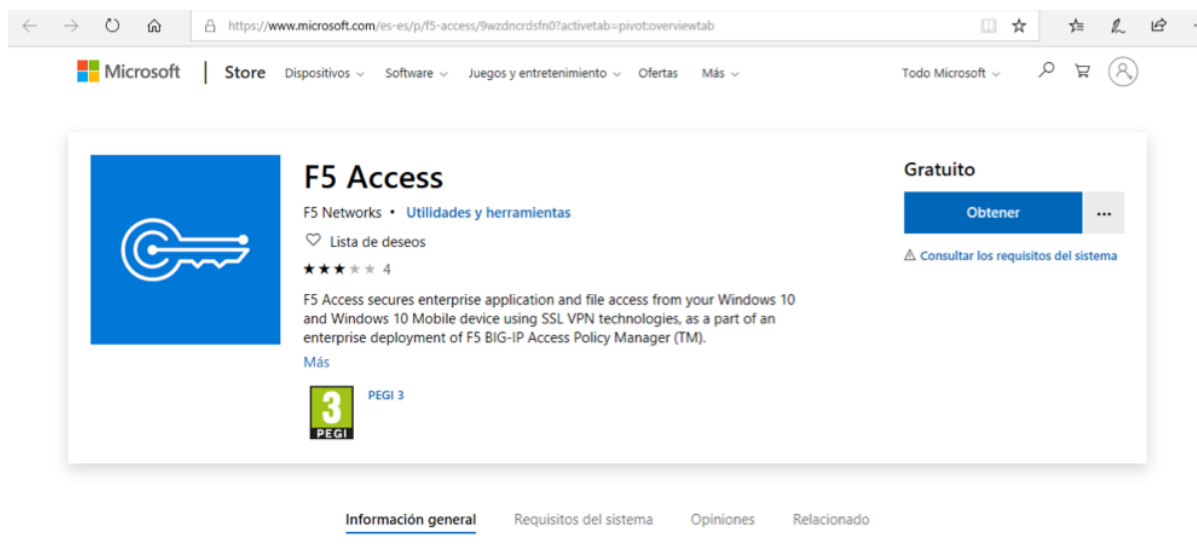 https://www.microsoft.com/es-es/p/f5-access/9wzdncrdsfn0?activetab=pivot:overviewtab
Microsoft | Store Dispositivos Software Juegos y entretenimiento Ofertas Más Todo Microsoft
F5 Access
Gratuito
F5 Networks • Utilidades y herramientas
Obtener ...
Lista de deseos
Consultar los requisitos del sistema
4
F5 Access secures enterprise application and file access from your Windows 10
and Windows 10 Mobile device using SSL VPN technologies, as a part of an
enterprise deployment of F5 BIG-IP Access Policy Manager (TM).
Más
3 PEGI 3
PEGI
Información general Requisitos del sistema Opiniones Relacionado